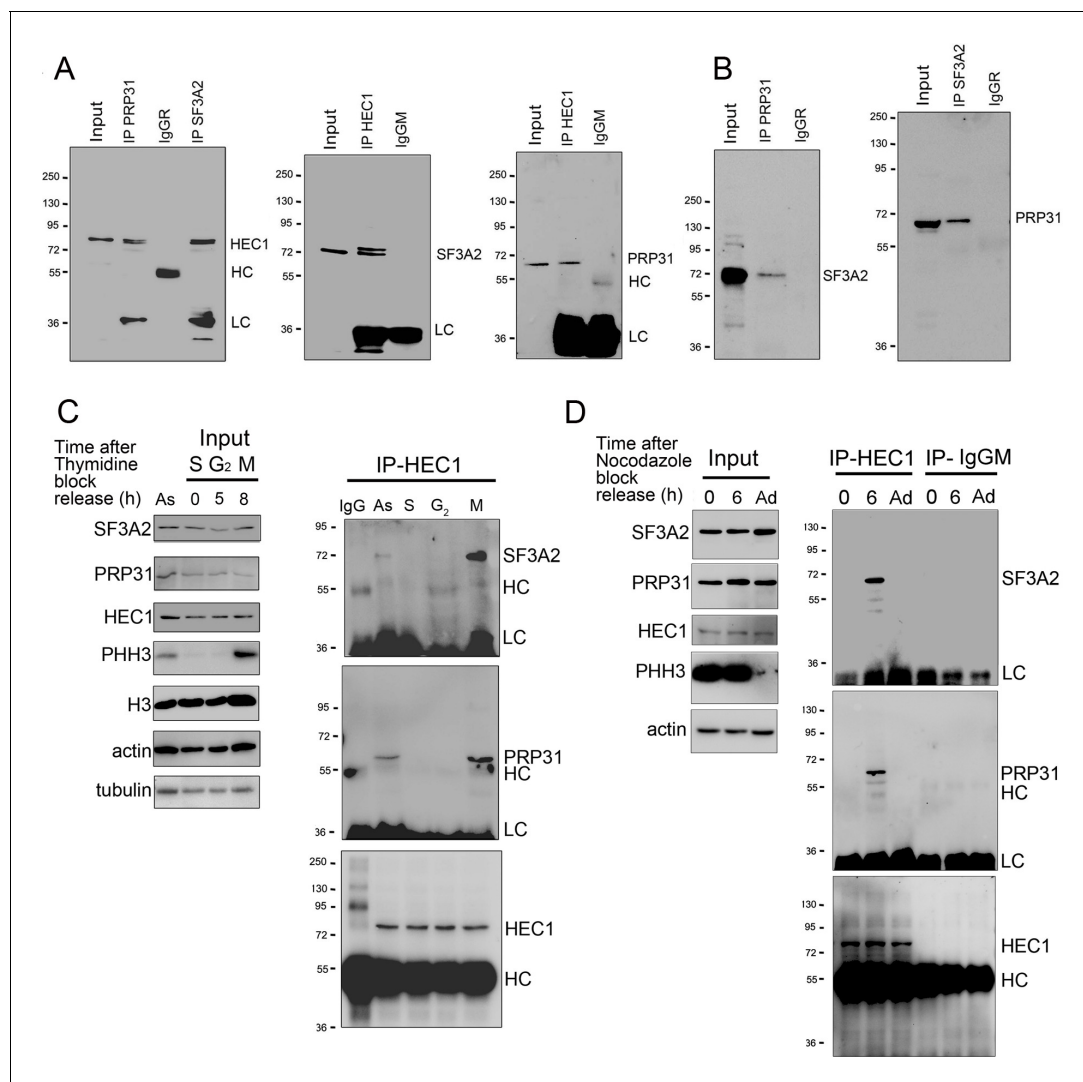 A
Input
IP PRP31
IgGR
IP SF3A2
250 -
130 -
95 -
72 -
55 -
36 -
HEC1
HC
LC
Input
IP HEC1
IgGM
250 -
130 -
95 -
72 -
55 -
36 -
SF3A2
LC
Input
IP HEC1
IgGM
250 -
130 -
95 -
72 -
55 -
36 -
PRP31
HC
LC
B
Input
IP PRP31
IgGR
250 -
130 -
95 -
72 -
55 -
36 -
SF3A2
Input
IP SF3A2
IgGR
250 -
130 -
95 -
72 -
55 -
36 -
PRP31
C
Time after
Thymidine
block
release (h)
Input
S G2 M
As 0 5 8
SF3A2
PRP31
HEC1
PHH3
H3
actin
tubulin
IP-HEC1
IgG As S G2 M
95 -
72 -
55 -
36 -
SF3A2
HC
LC
95 -
72 -
55 -
36 -
PRP31
HC
LC
250 -
130 -
95 -
72 -
55 -
36 -
HEC1
HC
D
Time after
Nocodazole
block
release (h)
Input
0 6 Ad
SF3A2
PRP31
HEC1
PHH3
actin
IP-HEC1 IP- IgGM
0 6 Ad 0 6 Ad
130 -
95 -
72 -
55 -
36 -
SF3A2
LC
130 -
95 -
72 -
55 -
36 -
PRP31
HC
LC
130 -
95 -
72 -
55 -
36 -
HEC1
HC